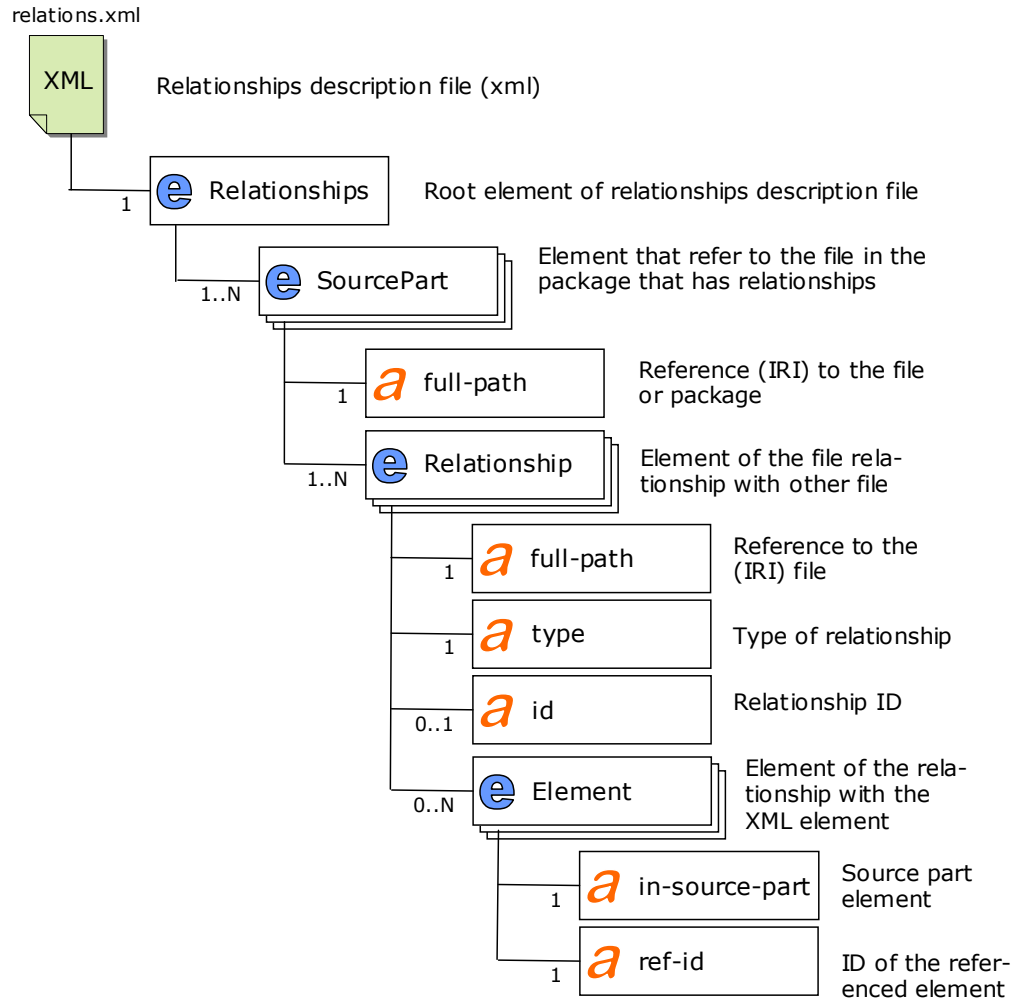 relations.xml
XML
Relationships description file (xml)
e Relationships
1
Root element of relationships description file
e SourcePart
1..N
Element that refer to the file in the
package that has relationships
a full-path
1
Reference (IRI) to the file
or package
e Relationship
1..N
Element of the file rela-
tionship with other file
a full-path
1
Reference to the
(IRI) file
a type
1
Type of relationship
a id
0..1
Relationship ID
e Element
0..N
Element of the rela-
tionship with the
XML element
a in-source-part
1
Source part
element
a ref-id
1
ID of the refer-
enced element